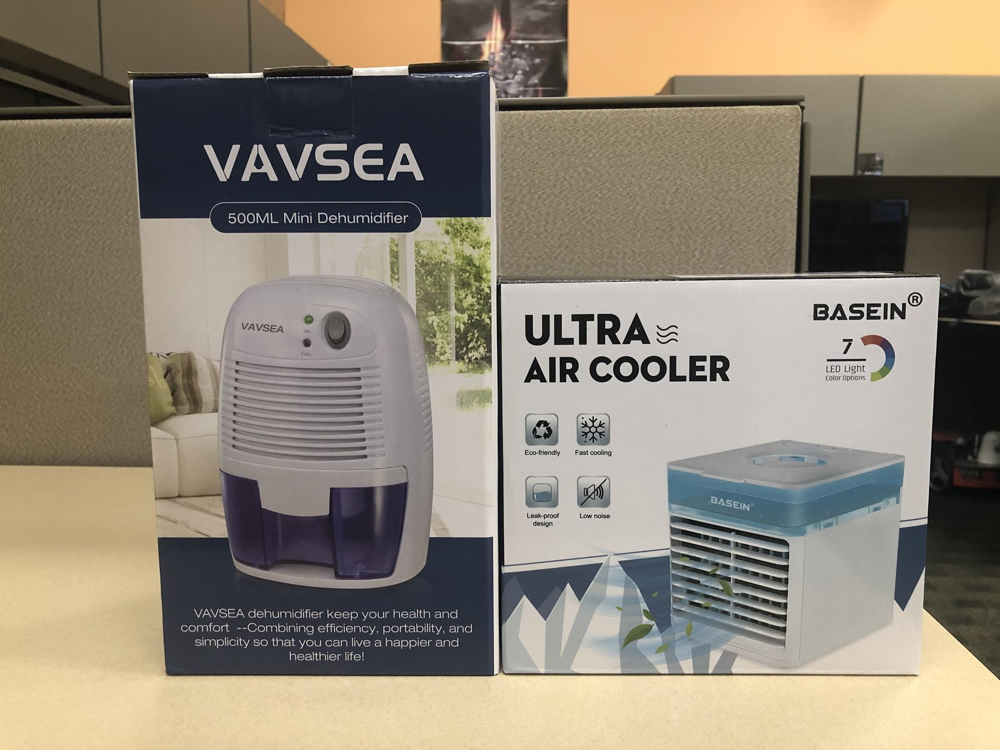 VAVSEA
500ML Mini Dehumidifier
VAVSEA
ON
FULL
VAVSEA dehumidifier keep your health and
comfort --Combining efficiency, portability, and
simplicity so that you can live a happier and
healthier life!
BASEIN®
ULTRA
AIR COOLER
7
LED Light
Color Options
Eco-friendly
Fast cooling
Leak-proof
design
Low noise
BASEIN®